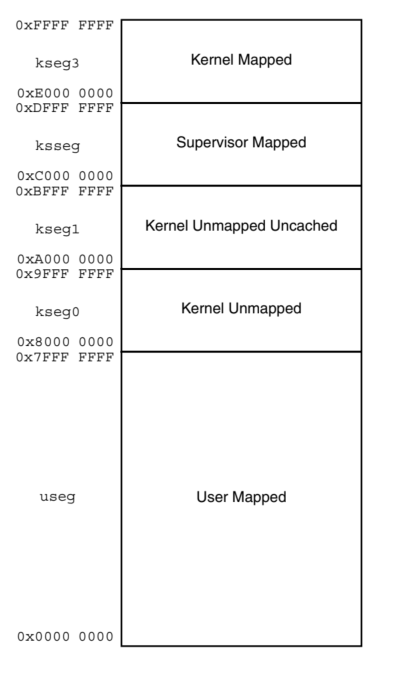 0xFFFF FFFF
kseg3 Kernel Mapped
0xE000 0000
0xDFFF FFFF
ksseg Supervisor Mapped
0xC000 0000
0xBFFF FFFF
kseg1 Kernel Unmapped Uncached
0xA000 0000
0x9FFF FFFF
kseg0 Kernel Unmapped
0x8000 0000
0x7FFF FFFF
useg User Mapped
0x0000 0000